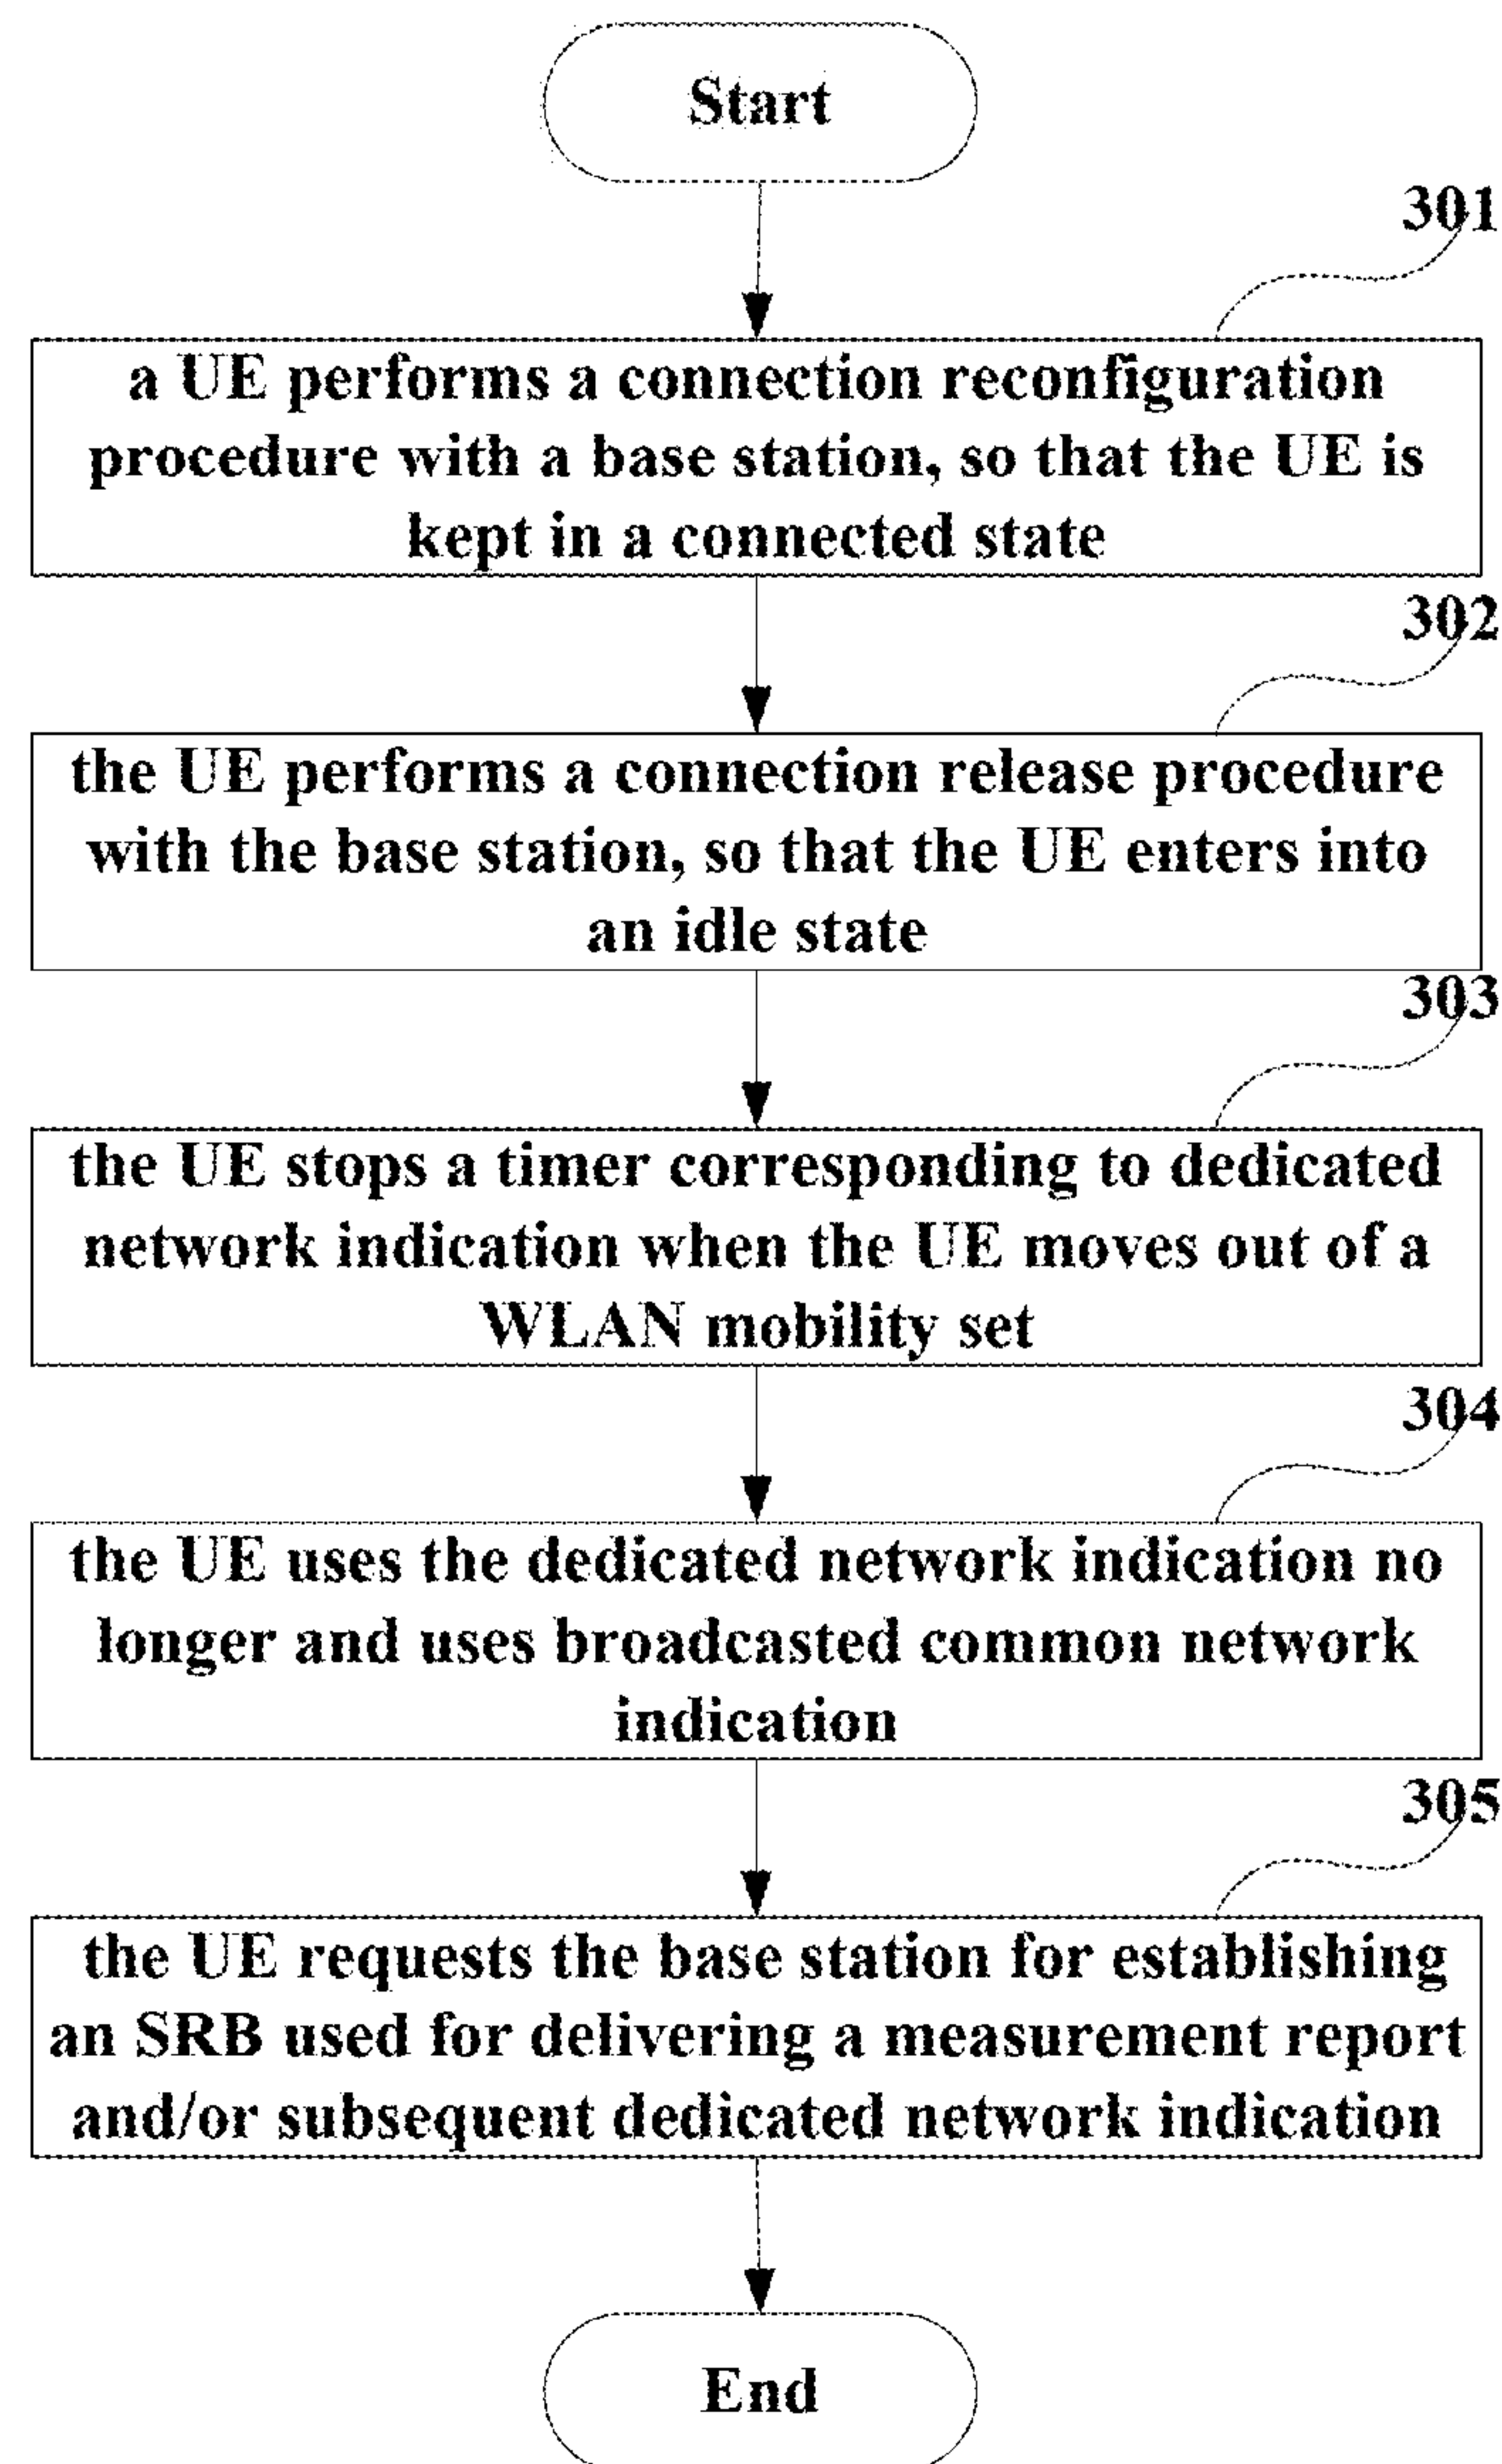 Start
301
a UE performs a connection reconfiguration
procedure with a base station, so that the UE is
kept in a connected state
302
the UE performs a connection release procedure
with the base station, so that the UE enters into
an idle state
303
the UE stops a timer corresponding to dedicated
network indication when the UE moves out of a
WLAN mobility set
304
the UE uses the dedicated network indication no
longer and uses broadcasted common network
indication
305
the UE requests the base station for establishing
an SRB used for delivering a measurement report
and/or subsequent dedicated network indication
End